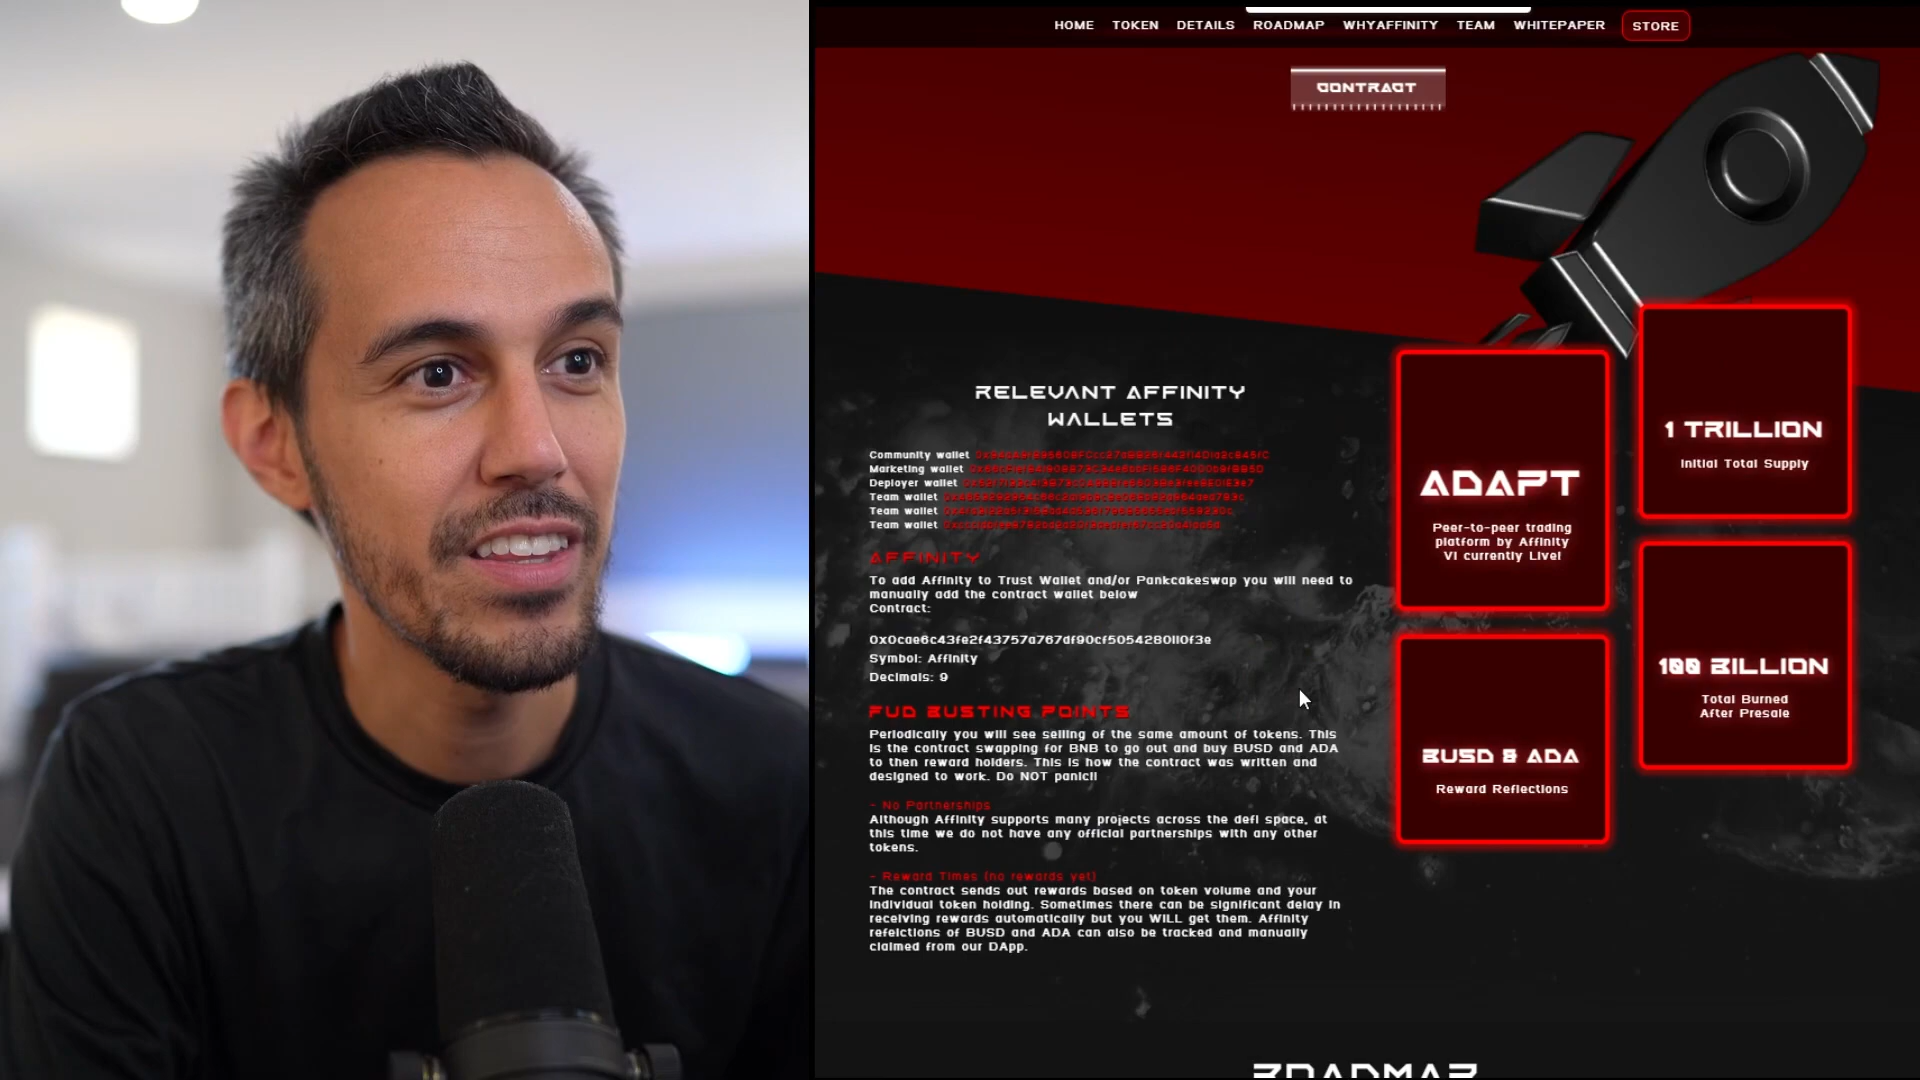 HOME TOKEN DETAILS ROADMAP WHYAFFINITY TEAM WHITEPAPER STORE
CONTRACT
RELEVANT AFFINITY
WALLETS
Community wallet
Marketing wallet
Deployer wallet
Team wallet
Team wallet
Team wallet
AFFINITY
To add Affinity to Trust Wallet and/or Pankcakeswap you will need to
manually add the contract wallet below
Contract:
0x0cae6c43fe2f43757a767df90cf5054280110f3e
Symbol: Affinity
Decimals: 9
FUD BUSTING POINTS
Periodically you will see selling of the same amount of tokens. This
is the contract swapping for BNB to go out and buy BUSD and ADA
to then reward holders. This is how the contract was written and
designed to work. Do NOT panic!!
- No Partnerships
Although Affinity supports many projects across the defi space, at
this time we do not have any official partnerships with any other
tokens.
- Reward Times (no rewards yet)
The contract sends out rewards based on token volume and your
individual token holding. Sometimes there can be significant delay in
receiving rewards automatically but you WILL get them. Affinity
refelctions of BUSD and ADA can also be tracked and manually
claimed from our DApp.
ADAPT
Peer-to-peer trading
platform by Affinity
V1 currently Live!
1 TRILLION
Initial Total Supply
BUSD & ADA
Reward Reflections
100 BILLION
Total Burned
After Presale
ROADMAP